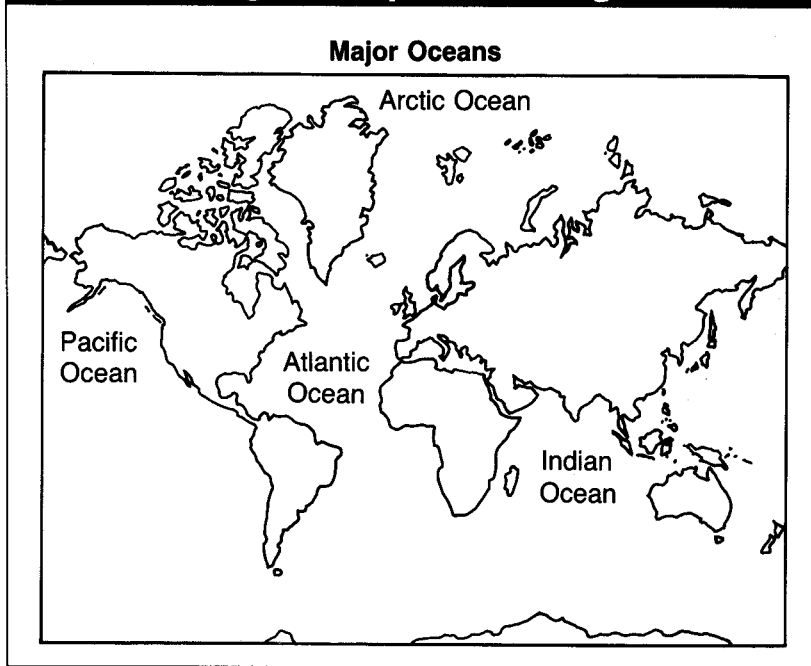 Major Oceans
Arctic Ocean
Pacific
Ocean
Atlantic
Ocean
Indian
Ocean